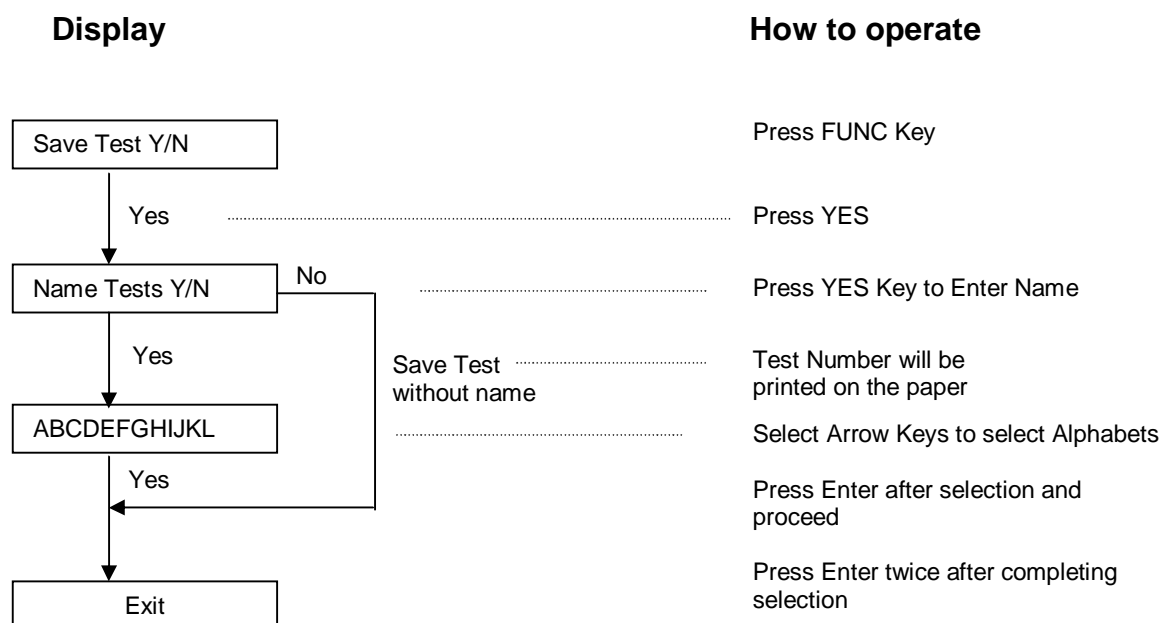 Display
How to operate
Save Test Y/N
Press FUNC Key
Yes
Press YES
Name Tests Y/N
No
Press YES Key to Enter Name
Yes
Save Test
without name
Test Number will be
printed on the paper
ABCDEFGHIJKL
Select Arrow Keys to select Alphabets
Yes
Press Enter after selection and
proceed
Exit
Press Enter twice after completing
selection